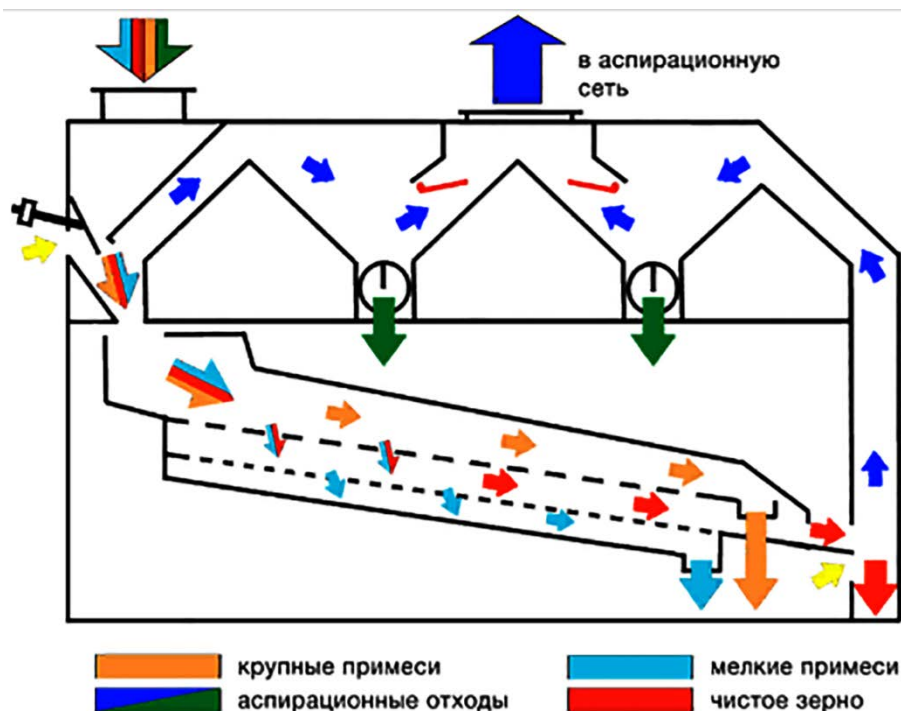 в аспирационную
сеть
крупные примеси
мелкие примеси
аспирационные отходы
чистое зерно